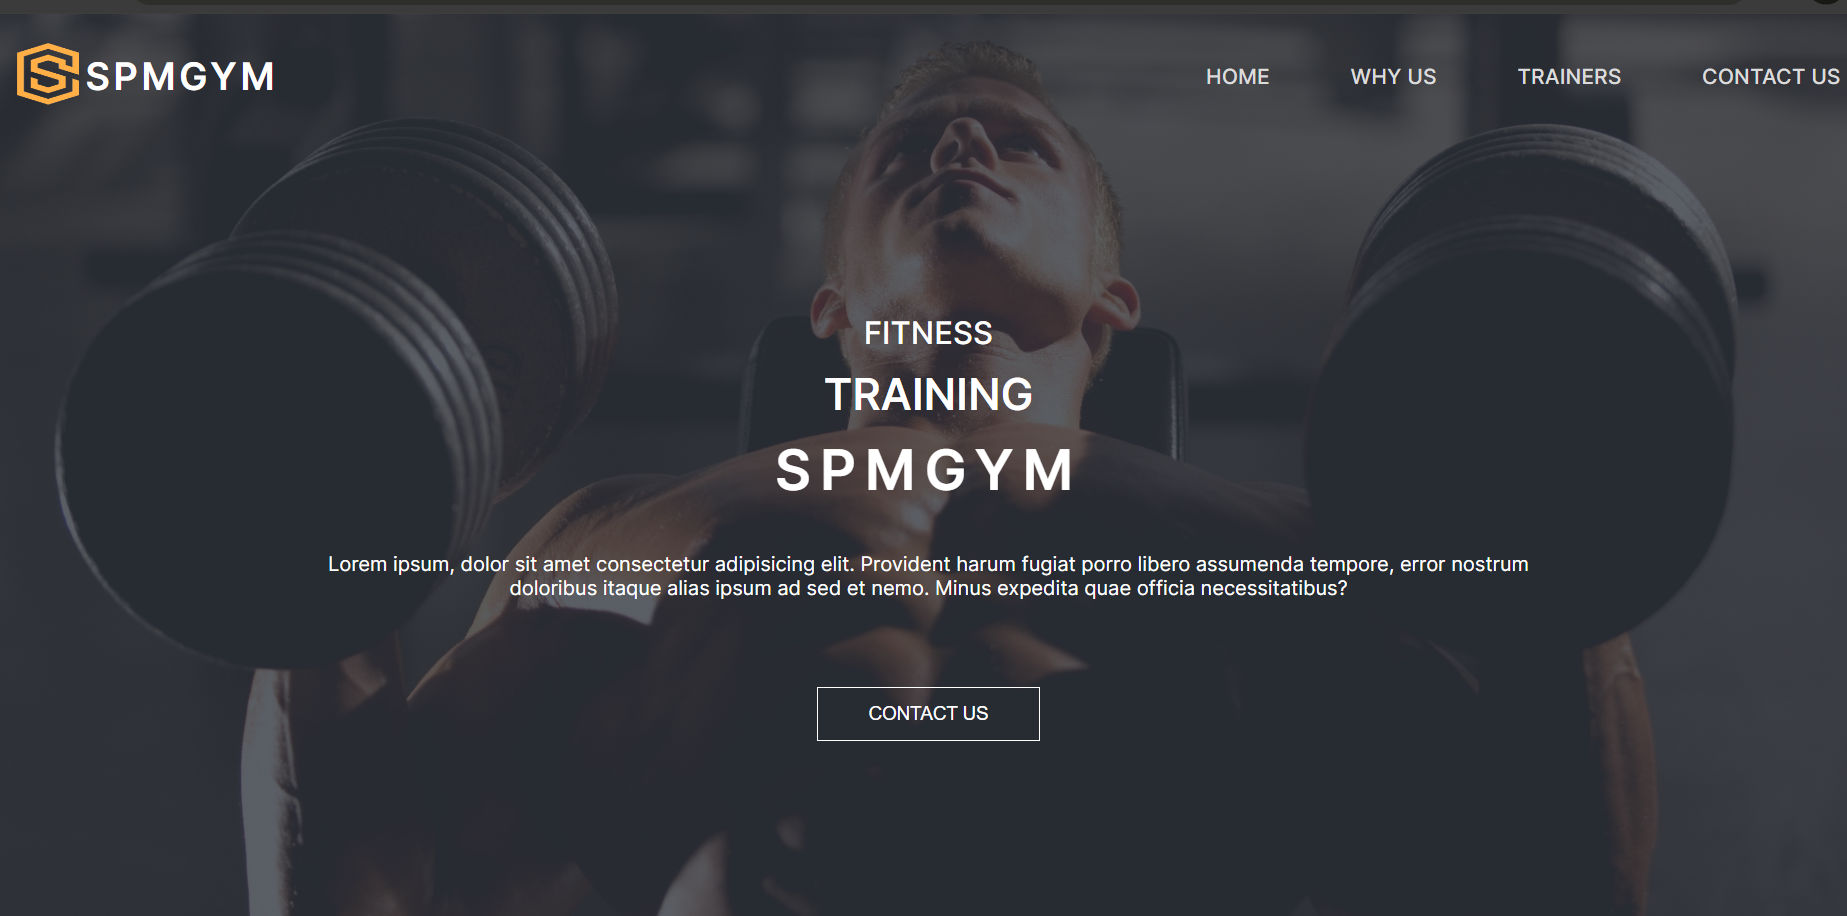 SPMGYM
HOME WHY US TRAINERS CONTACT US
FITNESS
TRAINING
SPMGYM
Lorem ipsum, dolor sit amet consectetur adipisicing elit. Provident harum fugiat porro libero assumenda tempore, error nostrum
doloribus itaque alias ipsum ad sed et nemo. Minus expedita quae officia necessitatibus?
CONTACT US